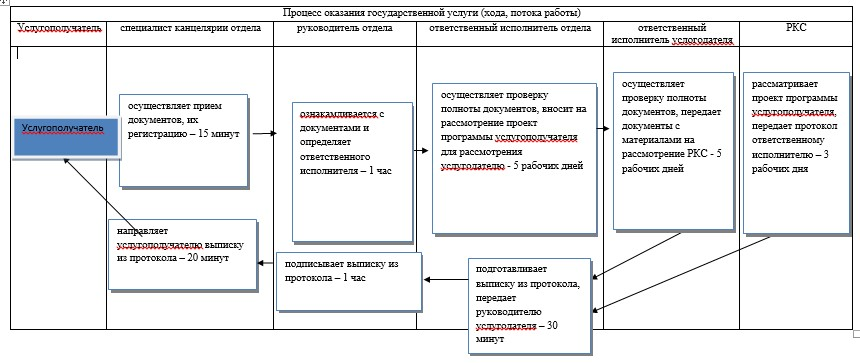 Процесс оказания государственной услуги (хода, потока работы)
Услугополучатель
специалист канцелярии отдела
руководитель отдела
ответственный исполнитель отдела
ответственный
исполнитель услогодателя
РКС
Услугополучатель
осуществляет прием
документов, их
регистрацию – 15 минут
ознакамливается с
документами и
определяет
ответственного
исполнителя – 1 час
осуществляет проверку
полноты документов, вносит на
рассмотрение проект
программы услугополучателя
для рассмотрения
услугодателю - 5 рабочих дней
осуществляет
проверку полноты
документов, передает
документы с
материалами на
рассмотрение РКС - 5
рабочих дней
рассматривает
проект программы
услугополучателя,
передает протокол
ответственному
исполнителю – 3
рабочих дня
направляет
услугополучателю выписку
из протокола – 20 минут
подписывает выписку из
протокола – 1 час
подготавливает
выписку из протокола,
передает
руководителю
услугодателя – 30
минут